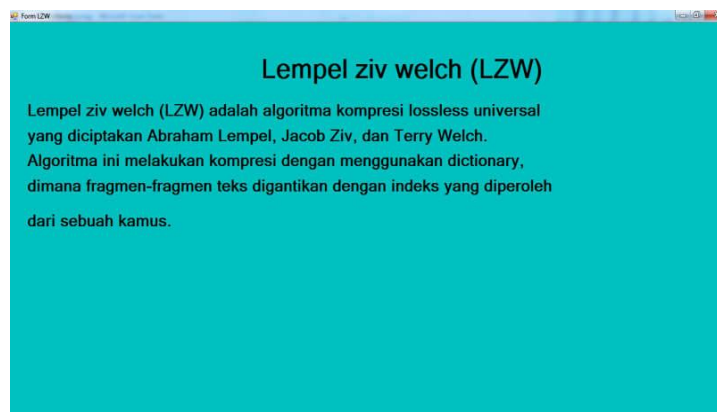 Form LZW
Lempel ziv welch (LZW)
Lempel ziv welch (LZW) adalah algoritma kompresi lossless universal
yang diciptakan Abraham Lempel, Jacob Ziv, dan Terry Welch.
Algoritma ini melakukan kompresi dengan menggunakan dictionary,
dimana fragmen-fragmen teks digantikan dengan indeks yang diperoleh
dari sebuah kamus.